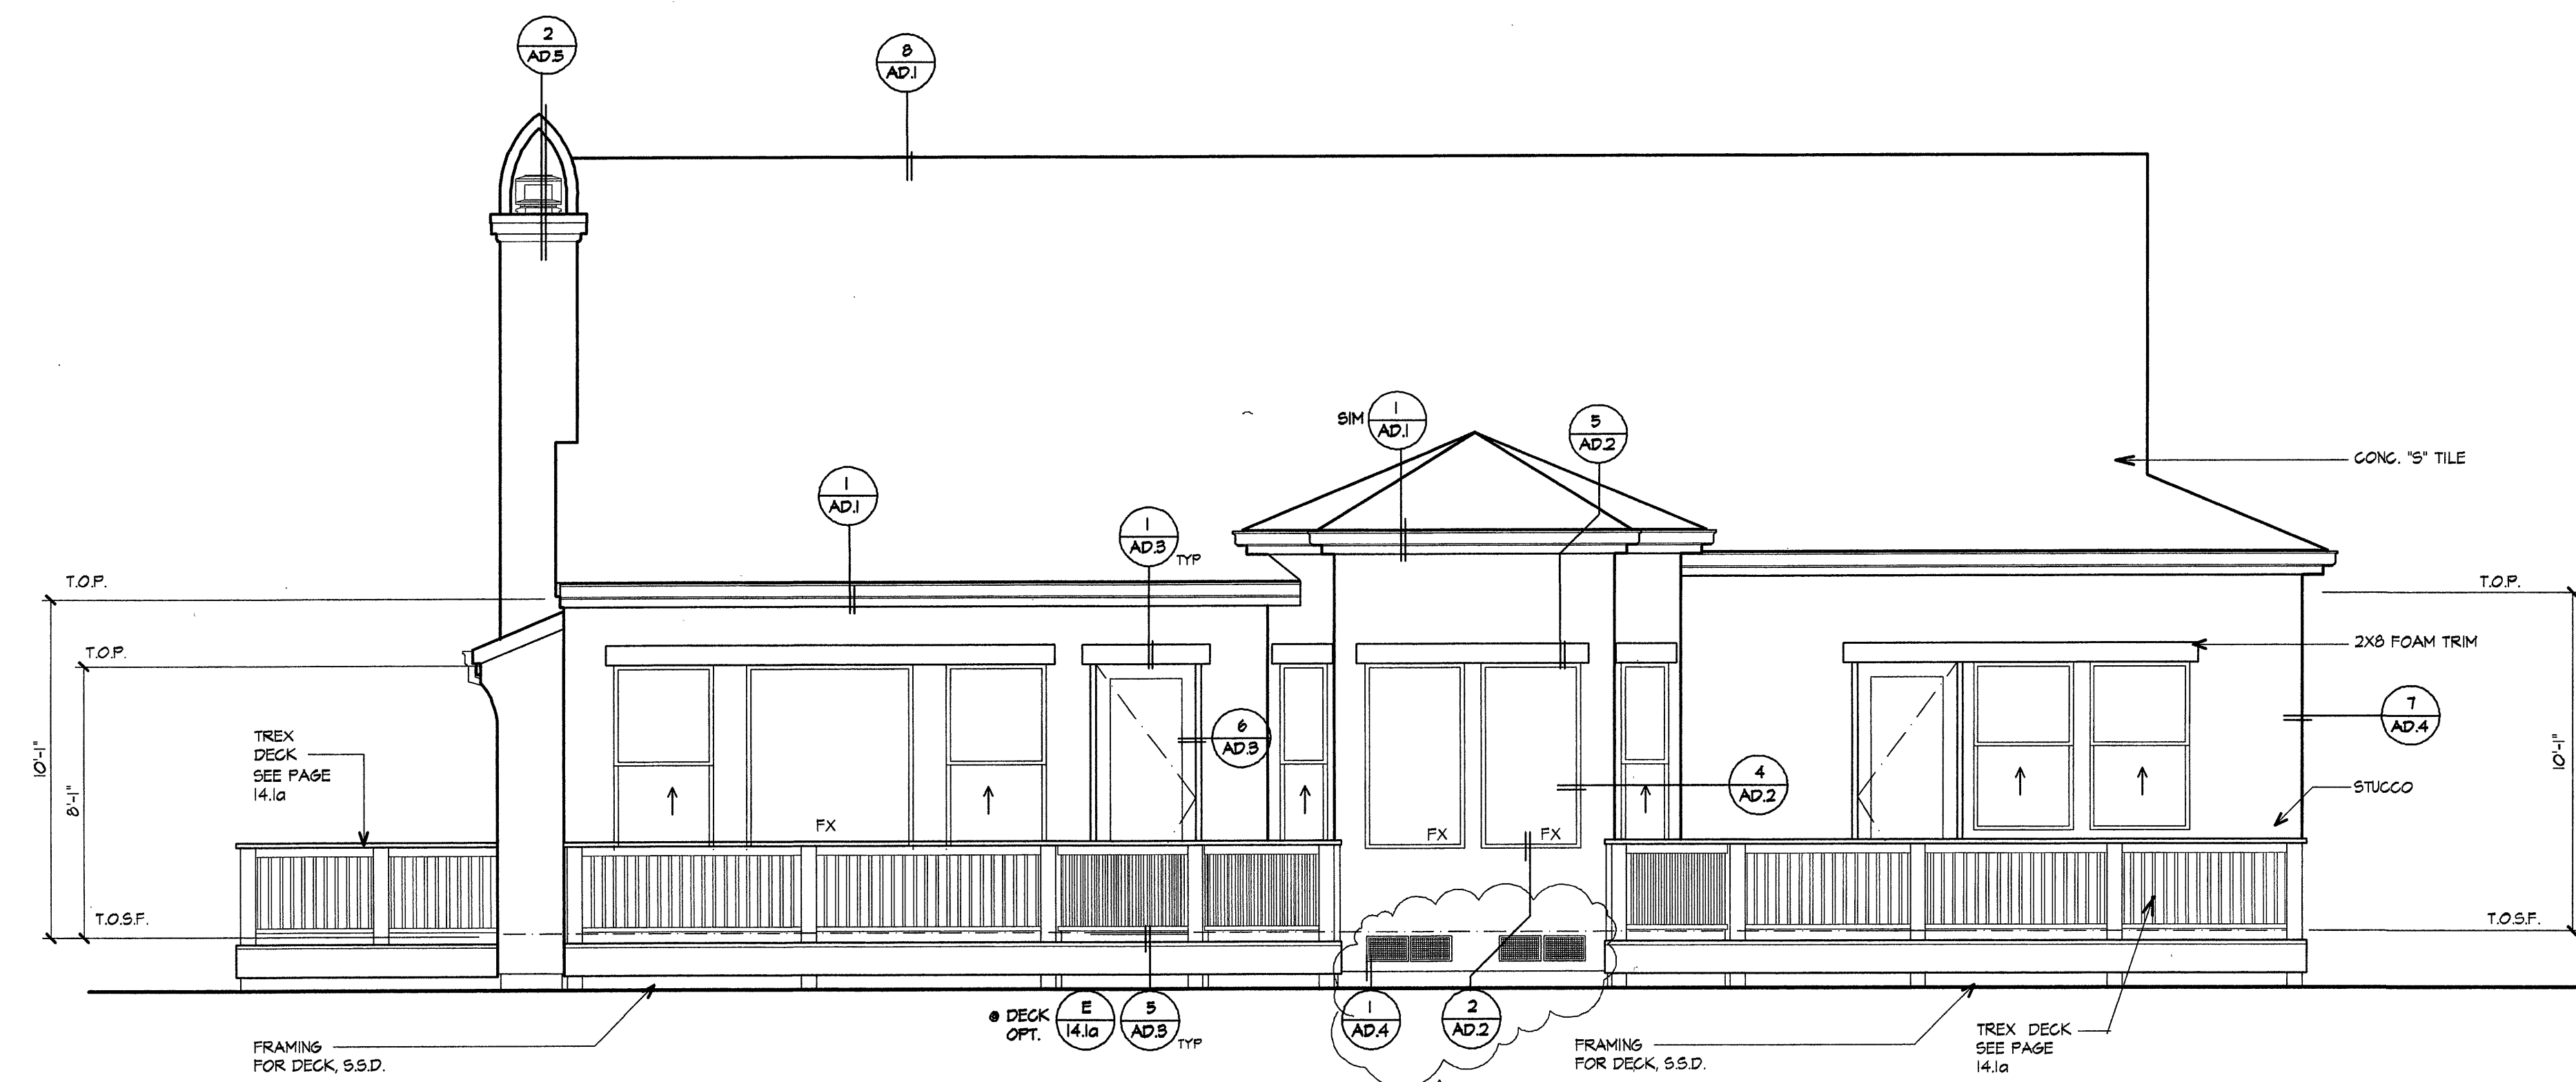 2
AD.5
8
AD.1
SIM
1
AD.1
5
AD.2
CONC. "S" TILE
1
AD.1
1
AD.3
TYP
T.O.P.
T.O.P.
T.O.P.
2X8 FOAM TRIM
7
AD.4
6
AD.3
TREX
DECK
SEE PAGE
14.1a
10'-1"
8'-1"
10'-1"
4
AD.2
STUCCO
FX
FX
FX
T.O.S.F.
T.O.S.F.
@ DECK
OPT.
E
14.1a
5
AD.3
TYP
1
AD.4
2
AD.2
FRAMING
FOR DECK, S.S.D.
FRAMING
FOR DECK, S.S.D.
TREX DECK
SEE PAGE
14.1a